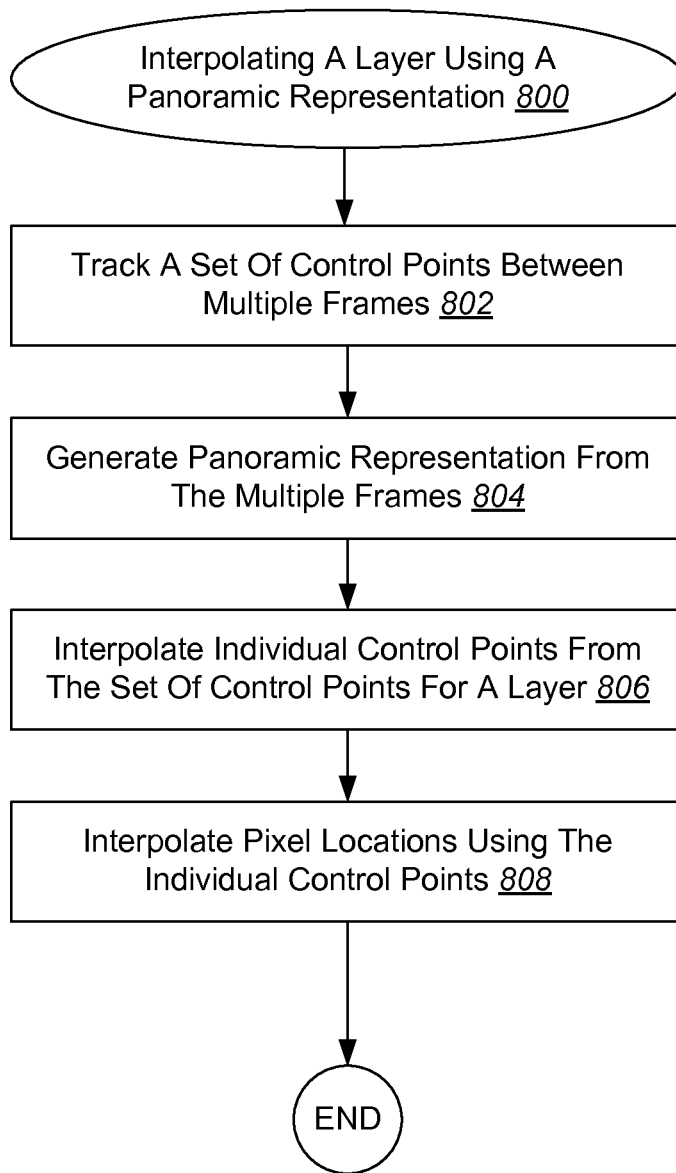 Interpolating A Layer Using A
Panoramic Representation 800
Track A Set Of Control Points Between
Multiple Frames 802
Generate Panoramic Representation From
The Multiple Frames 804
Interpolate Individual Control Points From
The Set Of Control Points For A Layer 806
Interpolate Pixel Locations Using The
Individual Control Points 808
END